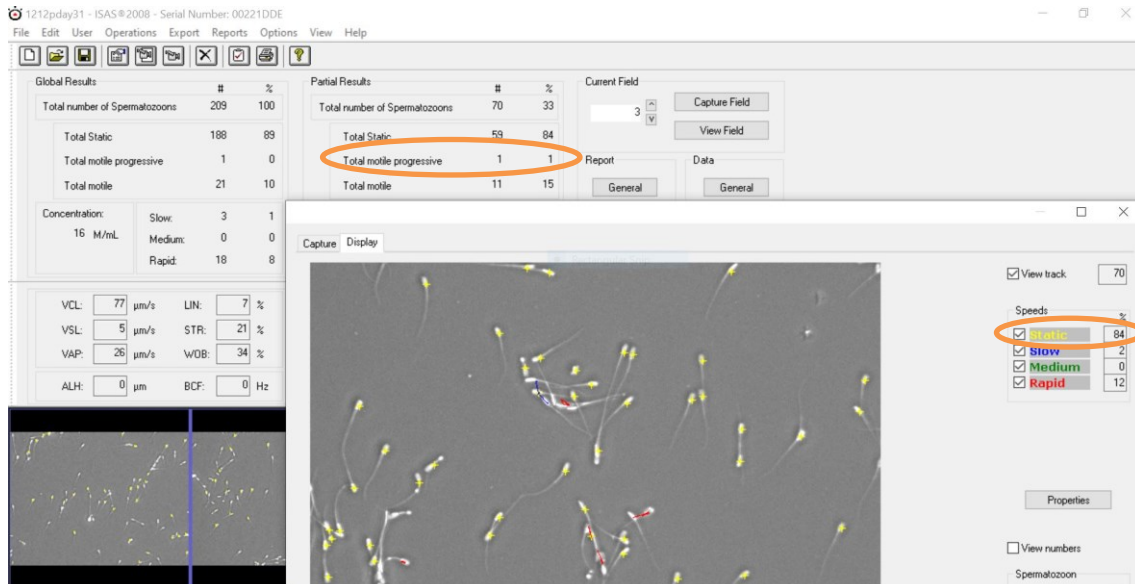 1212pday31 - ISAS®2008 - Serial Number: 00221DDE
File Edit User Operations Export Reports Options View Help
Global Results # %
Total number of Spermatozoons 209 100
Total Static 188 89
Total motile progressive 1 0
Total motile 21 10
Concentration: 16 M/mL
Slow: 3 1
Medium: 0 0
Rapid: 18 8
Partial Results # %
Total number of Spermatozoons 70 33
Total Static 59 84
Total motile progressive 1 1
Total motile 11 15
Current Field
3
Capture Field
View Field
Report
General
Data
General
VCL: 77 µm/s LIN: 7 %
VSL: 5 µm/s STR: 21 %
VAP: 26 µm/s WOB: 34 %
ALH: 0 µm BCF: 0 Hz
Capture Display
View track 70
Speeds %
Static 84
Slow 2
Medium 0
Rapid 12
Properties
View numbers
Spermatozoon